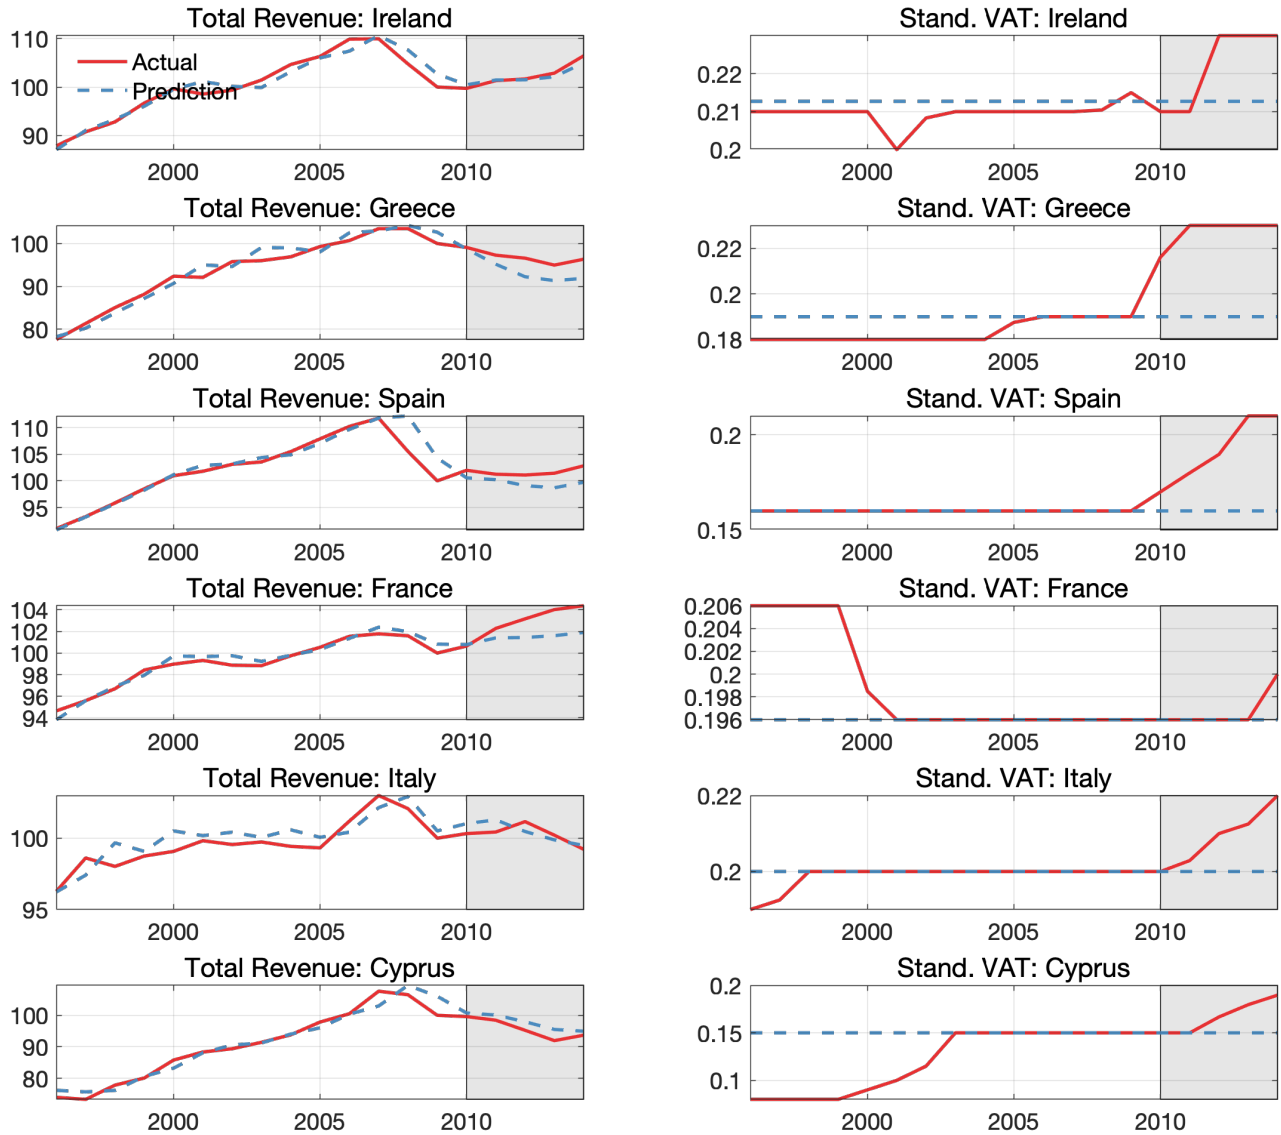 Total Revenue: Ireland
110
100
90
Actual
Prediction
2000 2005 2010
Stand. VAT: Ireland
0.22
0.21
0.2
2000 2005 2010
Total Revenue: Greece
100
90
80
2000 2005 2010
Stand. VAT: Greece
0.22
0.2
0.18
2000 2005 2010
Total Revenue: Spain
110
105
100
95
2000 2005 2010
Stand. VAT: Spain
0.2
0.15
2000 2005 2010
Total Revenue: France
104
102
100
98
96
94
2000 2005 2010
Stand. VAT: France
0.206
0.204
0.202
0.2
0.198
0.196
2000 2005 2010
Total Revenue: Italy
100
95
2000 2005 2010
Stand. VAT: Italy
0.22
0.2
2000 2005 2010
Total Revenue: Cyprus
100
90
80
2000 2005 2010
Stand. VAT: Cyprus
0.2
0.15
0.1
2000 2005 2010